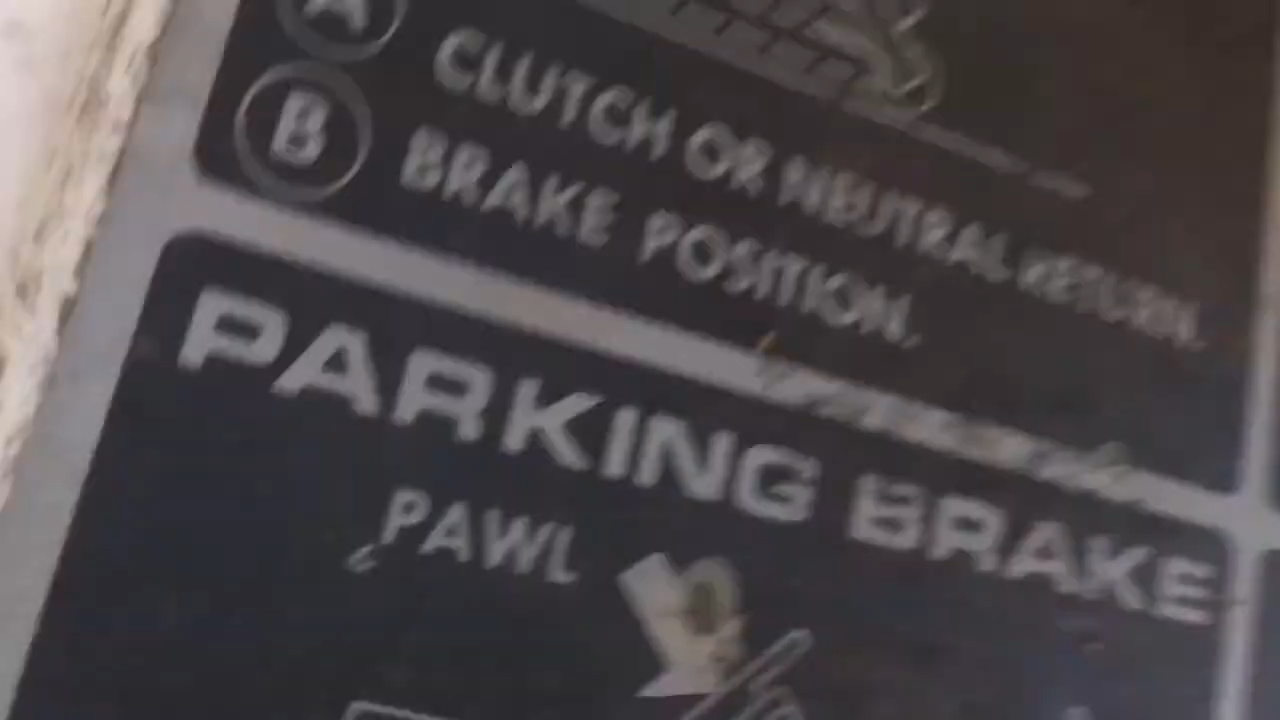 A CLUTCH OR NEUTRAL RETURN.
B BRAKE POSITION.
PARKING BRAKE
PAWL